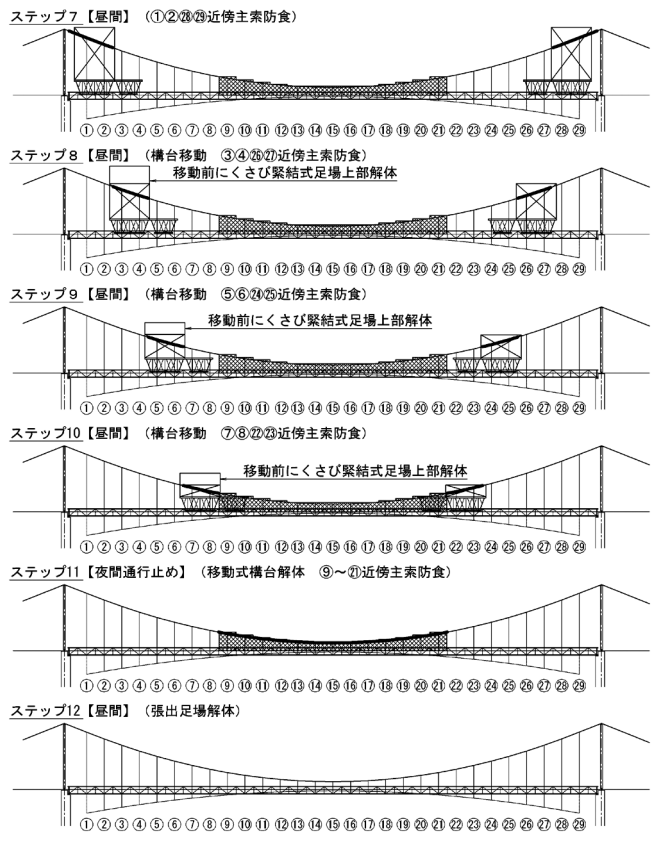 ステップ７【昼間】（①②㉘㉙近傍主索防食）
①②③④⑤⑥⑦⑧⑨⑩⑪⑫⑬⑭⑮⑯⑰⑱⑲⑳㉑㉒㉓㉔㉕㉖㉗㉘㉙
ステップ８【昼間】（構台移動　③④㉖㉗近傍主索防食）
移動前にくさび緊結式足場上部解体
①②③④⑤⑥⑦⑧⑨⑩⑪⑫⑬⑭⑮⑯⑰⑱⑲⑳㉑㉒㉓㉔㉕㉖㉗㉘㉙
ステップ９【昼間】（構台移動　⑤⑥㉔㉕近傍主索防食）
移動前にくさび緊結式足場上部解体
①②③④⑤⑥⑦⑧⑨⑩⑪⑫⑬⑭⑮⑯⑰⑱⑲⑳㉑㉒㉓㉔㉕㉖㉗㉘㉙
ステップ10【昼間】（構台移動　⑦⑧㉒㉓近傍主索防食）
移動前にくさび緊結式足場上部解体
①②③④⑤⑥⑦⑧⑨⑩⑪⑫⑬⑭⑮⑯⑰⑱⑲⑳㉑㉒㉓㉔㉕㉖㉗㉘㉙
ステップ11【夜間通行止め】（移動式構台解体　⑨～㉑近傍主索防食）
①②③④⑤⑥⑦⑧⑨⑩⑪⑫⑬⑭⑮⑯⑰⑱⑲⑳㉑㉒㉓㉔㉕㉖㉗㉘㉙
ステップ12【昼間】（張出足場解体）
①②③④⑤⑥⑦⑧⑨⑩⑪⑫⑬⑭⑮⑯⑰⑱⑲⑳㉑㉒㉓㉔㉕㉖㉗㉘㉙